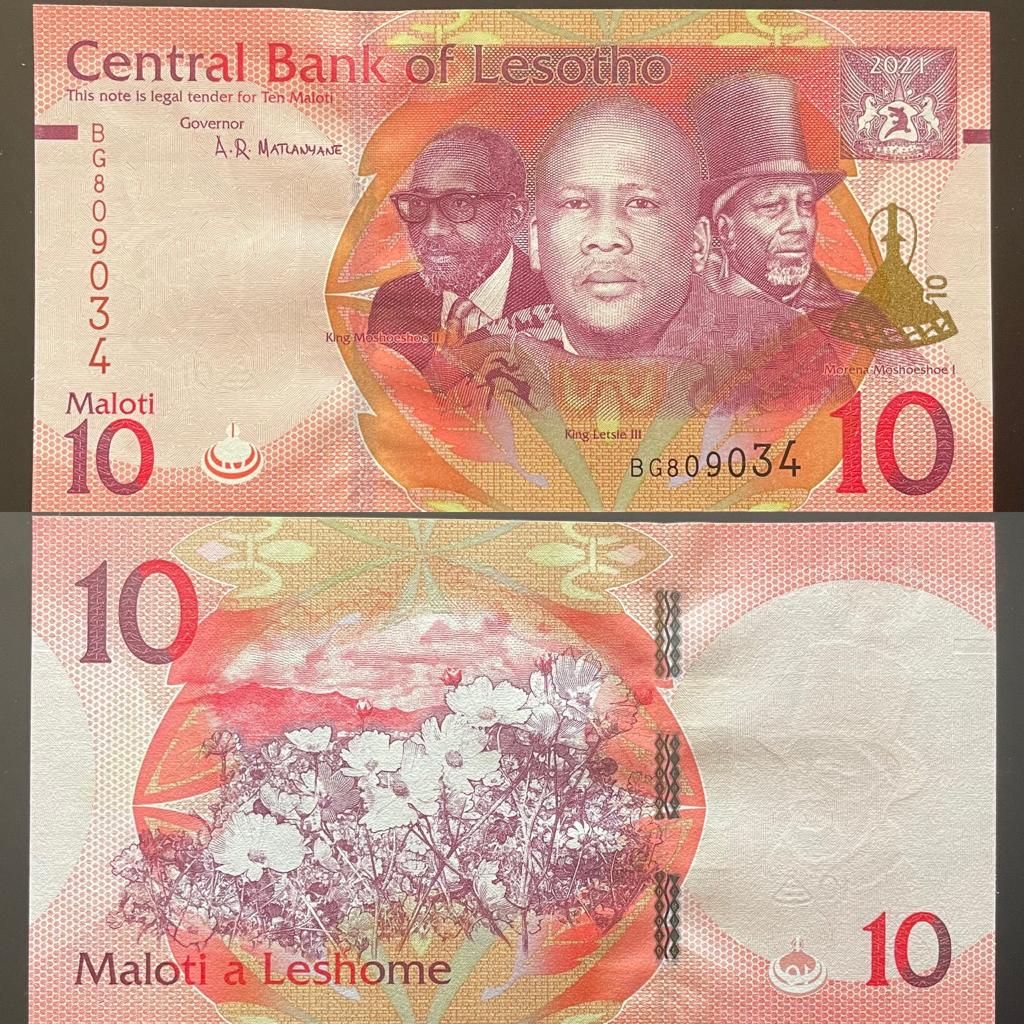 Central Bank of Lesotho
This note is legal tender for Ten Maloti
Governor
A.R. MATLANYANE
2021
BG809034
King Moshoeshoe II
10
Morena Moshoeshoe I
King Letsie III
Maloti
10
BG809034
10
10
Maloti a Leshome
10